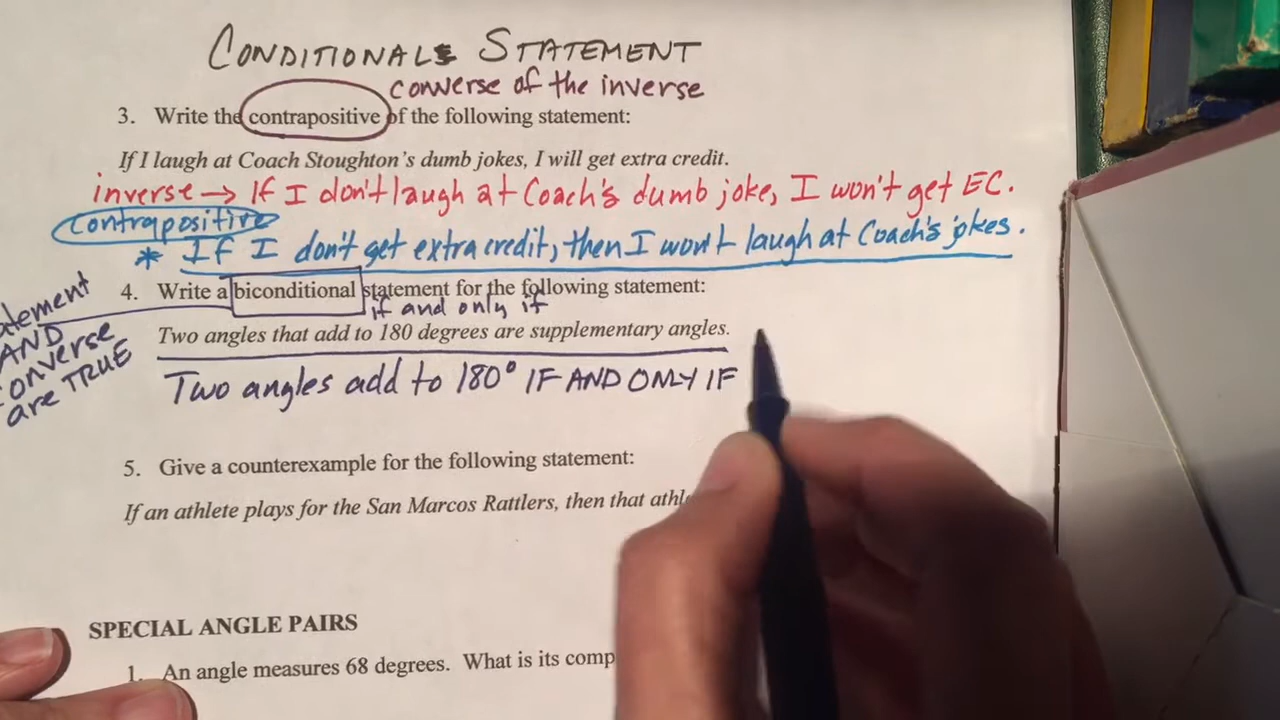 CONDITIONALS STATEMENT
converse of the inverse
3. Write the contrapositive of the following statement:
If I laugh at Coach Stoughton's dumb jokes, I will get extra credit.
inverse → If I don't laugh at Coach's dumb joke, I won't get EC.
contrapositive
* If I don't get extra credit, then I won't laugh at Coach's jokes.
4. Write a biconditional statement for the following statement:
if and only if
Two angles that add to 180 degrees are supplementary angles.
AND
are TRUE
Two angles add to 180° IF AND ONLY IF
5. Give a counterexample for the following statement:
If an athlete plays for the San Marcos Rattlers, then that
SPECIAL ANGLE PAIRS
1. An angle measures 68 degrees. What is its